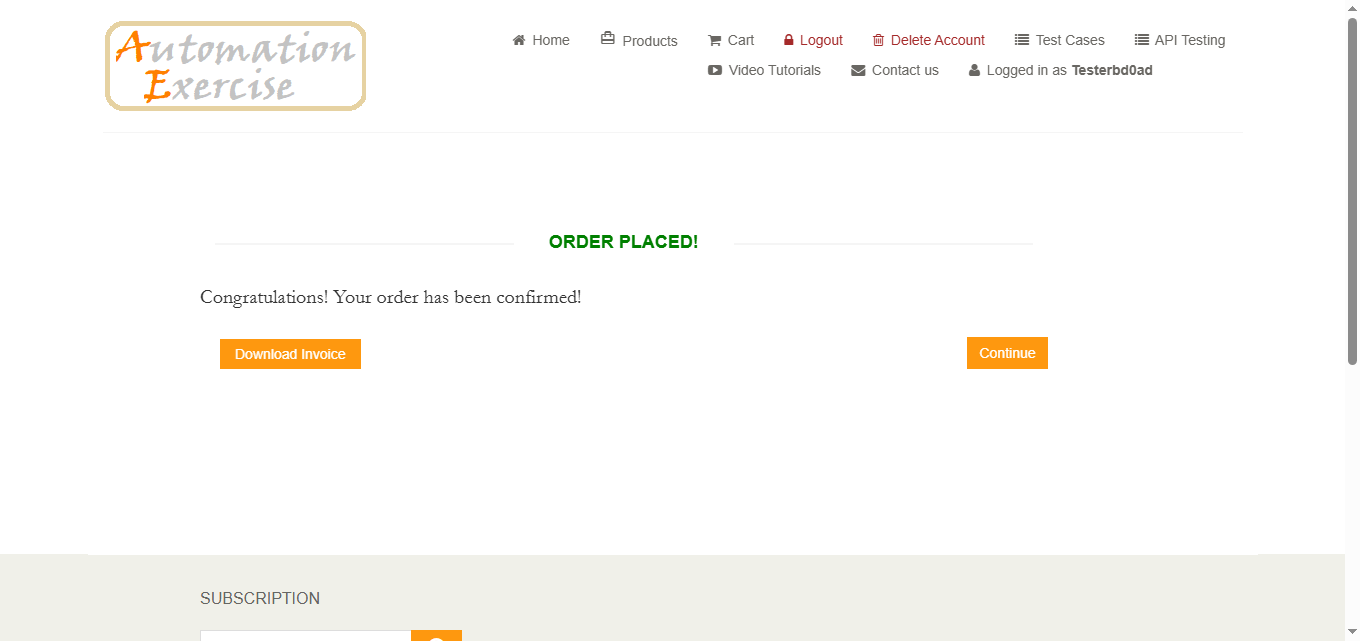 Automation
Exercise
Home Products Cart Logout Delete Account Test Cases API Testing
Video Tutorials Contact us Logged in as Testerbd0ad
ORDER PLACED!
Congratulations! Your order has been confirmed!
Download Invoice Continue
SUBSCRIPTION